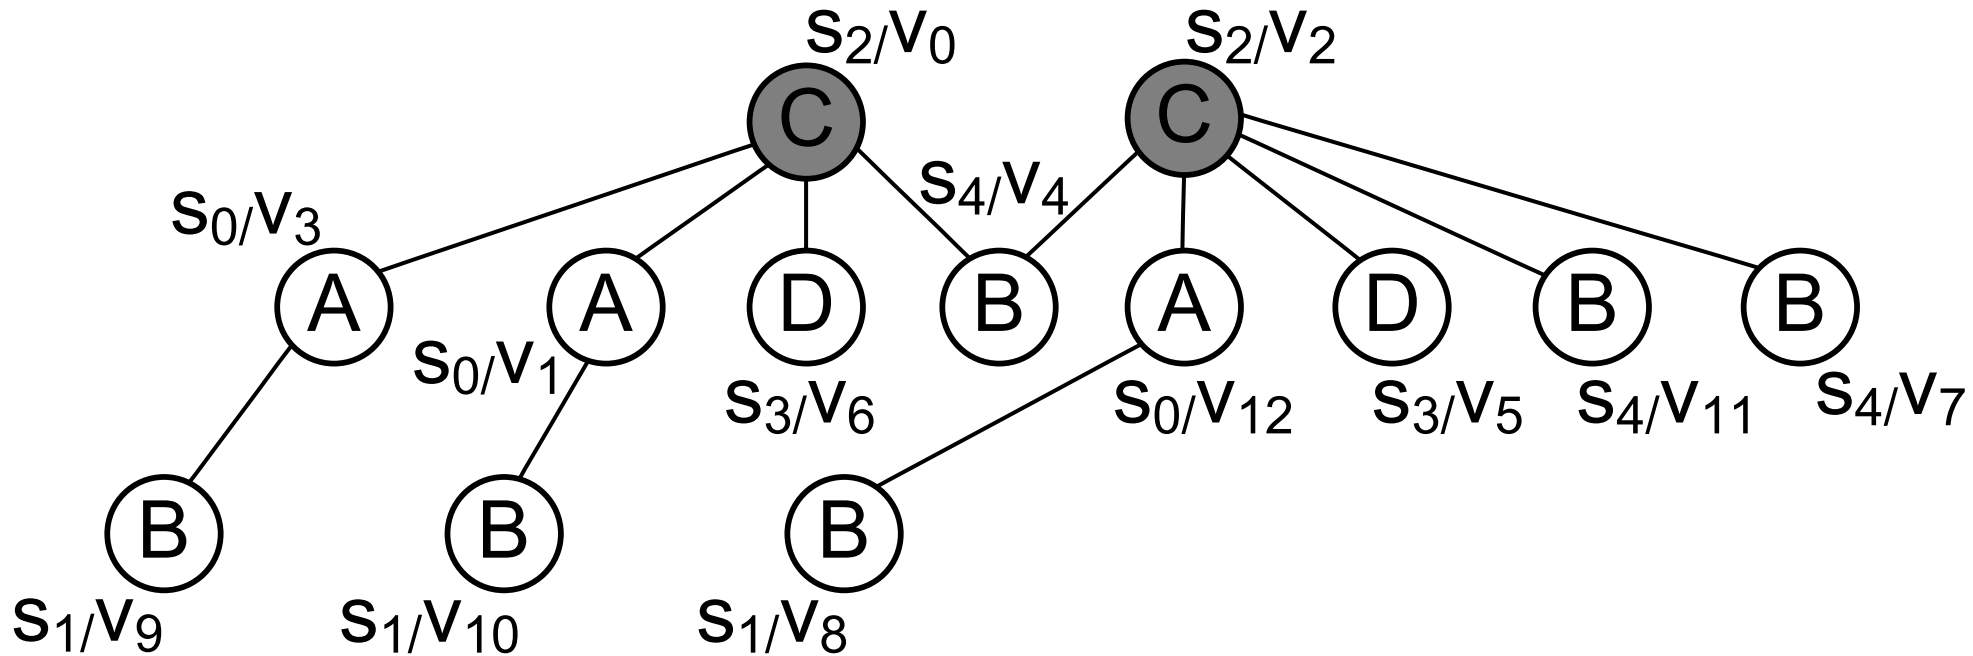 s2/v0 s2/v2
C C
s4/v4
s0/v3
A A D B A D B B
s0/v1
s3/v6 s0/v12 s3/v5 s4/v11 s4/v7
B B B
s1/v9 s1/v10 s1/v8